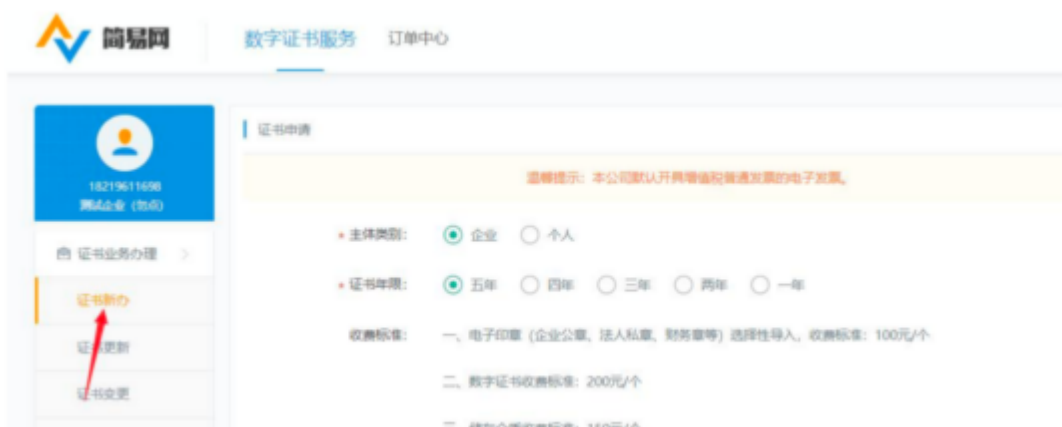 简易网
数字证书服务 订单中心
18219611698
测试企业（勿点）
证书业务办理 >
证书新办
证书更新
证书变更
证书申请
温馨提示：本公司默认开具增值税普通发票的电子发票。
* 主体类别： 企业 个人
* 证书年限： 五年 四年 三年 两年 一年
收费标准： 一、电子印章（企业公章、法人私章、财务章等）选择性导入，收费标准：100元/个
二、数字证书收费标准：200元/个